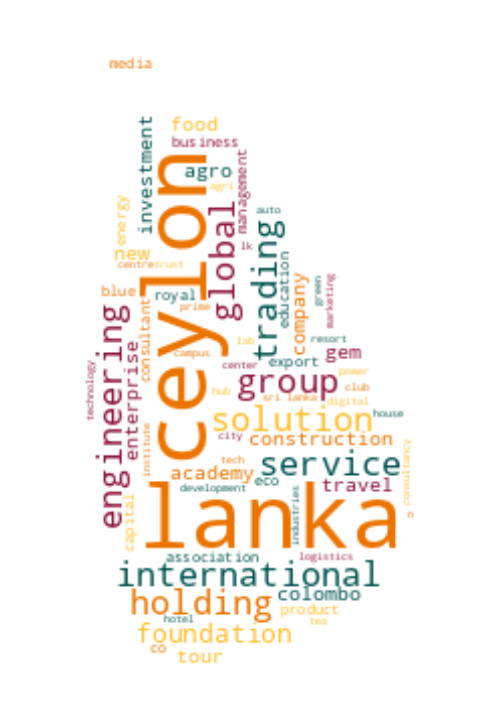 media
investment
food
business
agro
agri
management
energy
ceylon
global
auto
lk
trading
new
centre
trust
education
blue
royal
prime
consultant
company
green
marketing
engineering
enterprise
technology
campus
lab
resort
gem
export
center
power
group
hub
sri lanka
club
digital
solution
house
city
construction
institute
tech
service
consultancy
academy
eco
travel
development
capital
lanka
industries
n
association
logistics
international
holding
colombo
product
hotel
tea
foundation
co
tour